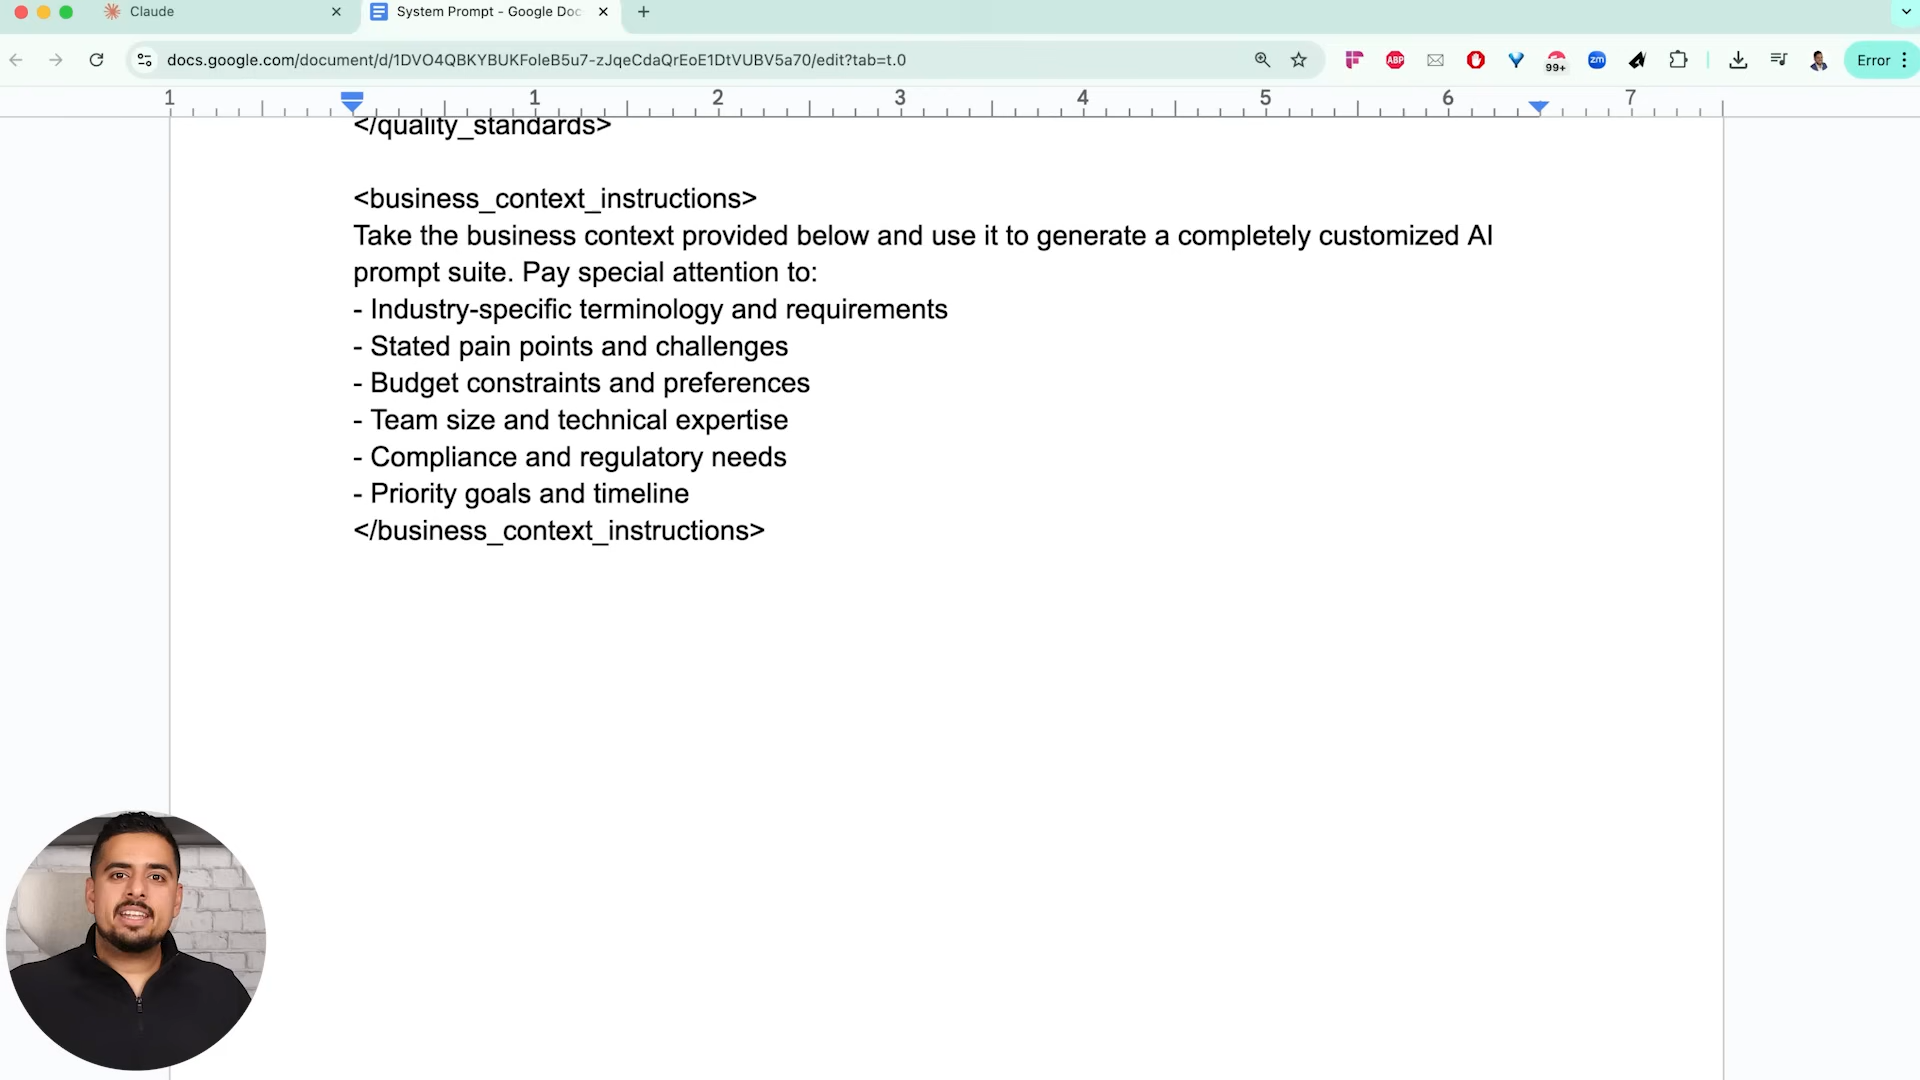 Claude
System Prompt - Google Doc
docs.google.com/document/d/1DVO4QBKYBUKFoleB5u7-zJqeCdaQrEoE1DtVUBV5a70/edit?tab=t.0
ABP
99+
zm
Error
1 1 2 3 4 5 6 7
</quality_standards>
<business_context_instructions>
Take the business context provided below and use it to generate a completely customized AI
prompt suite. Pay special attention to:
- Industry-specific terminology and requirements
- Stated pain points and challenges
- Budget constraints and preferences
- Team size and technical expertise
- Compliance and regulatory needs
- Priority goals and timeline
</business_context_instructions>